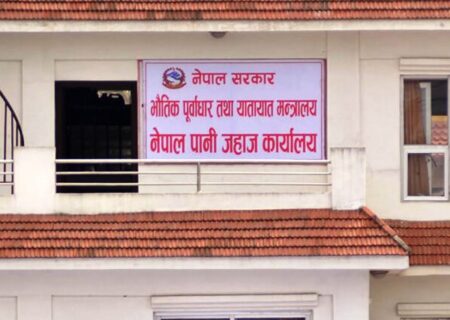 नेपाल सरकार
भौतिक पूर्वाधार तथा यातायात मन्त्रालय
नेपाल पानी जहाज कार्यालय